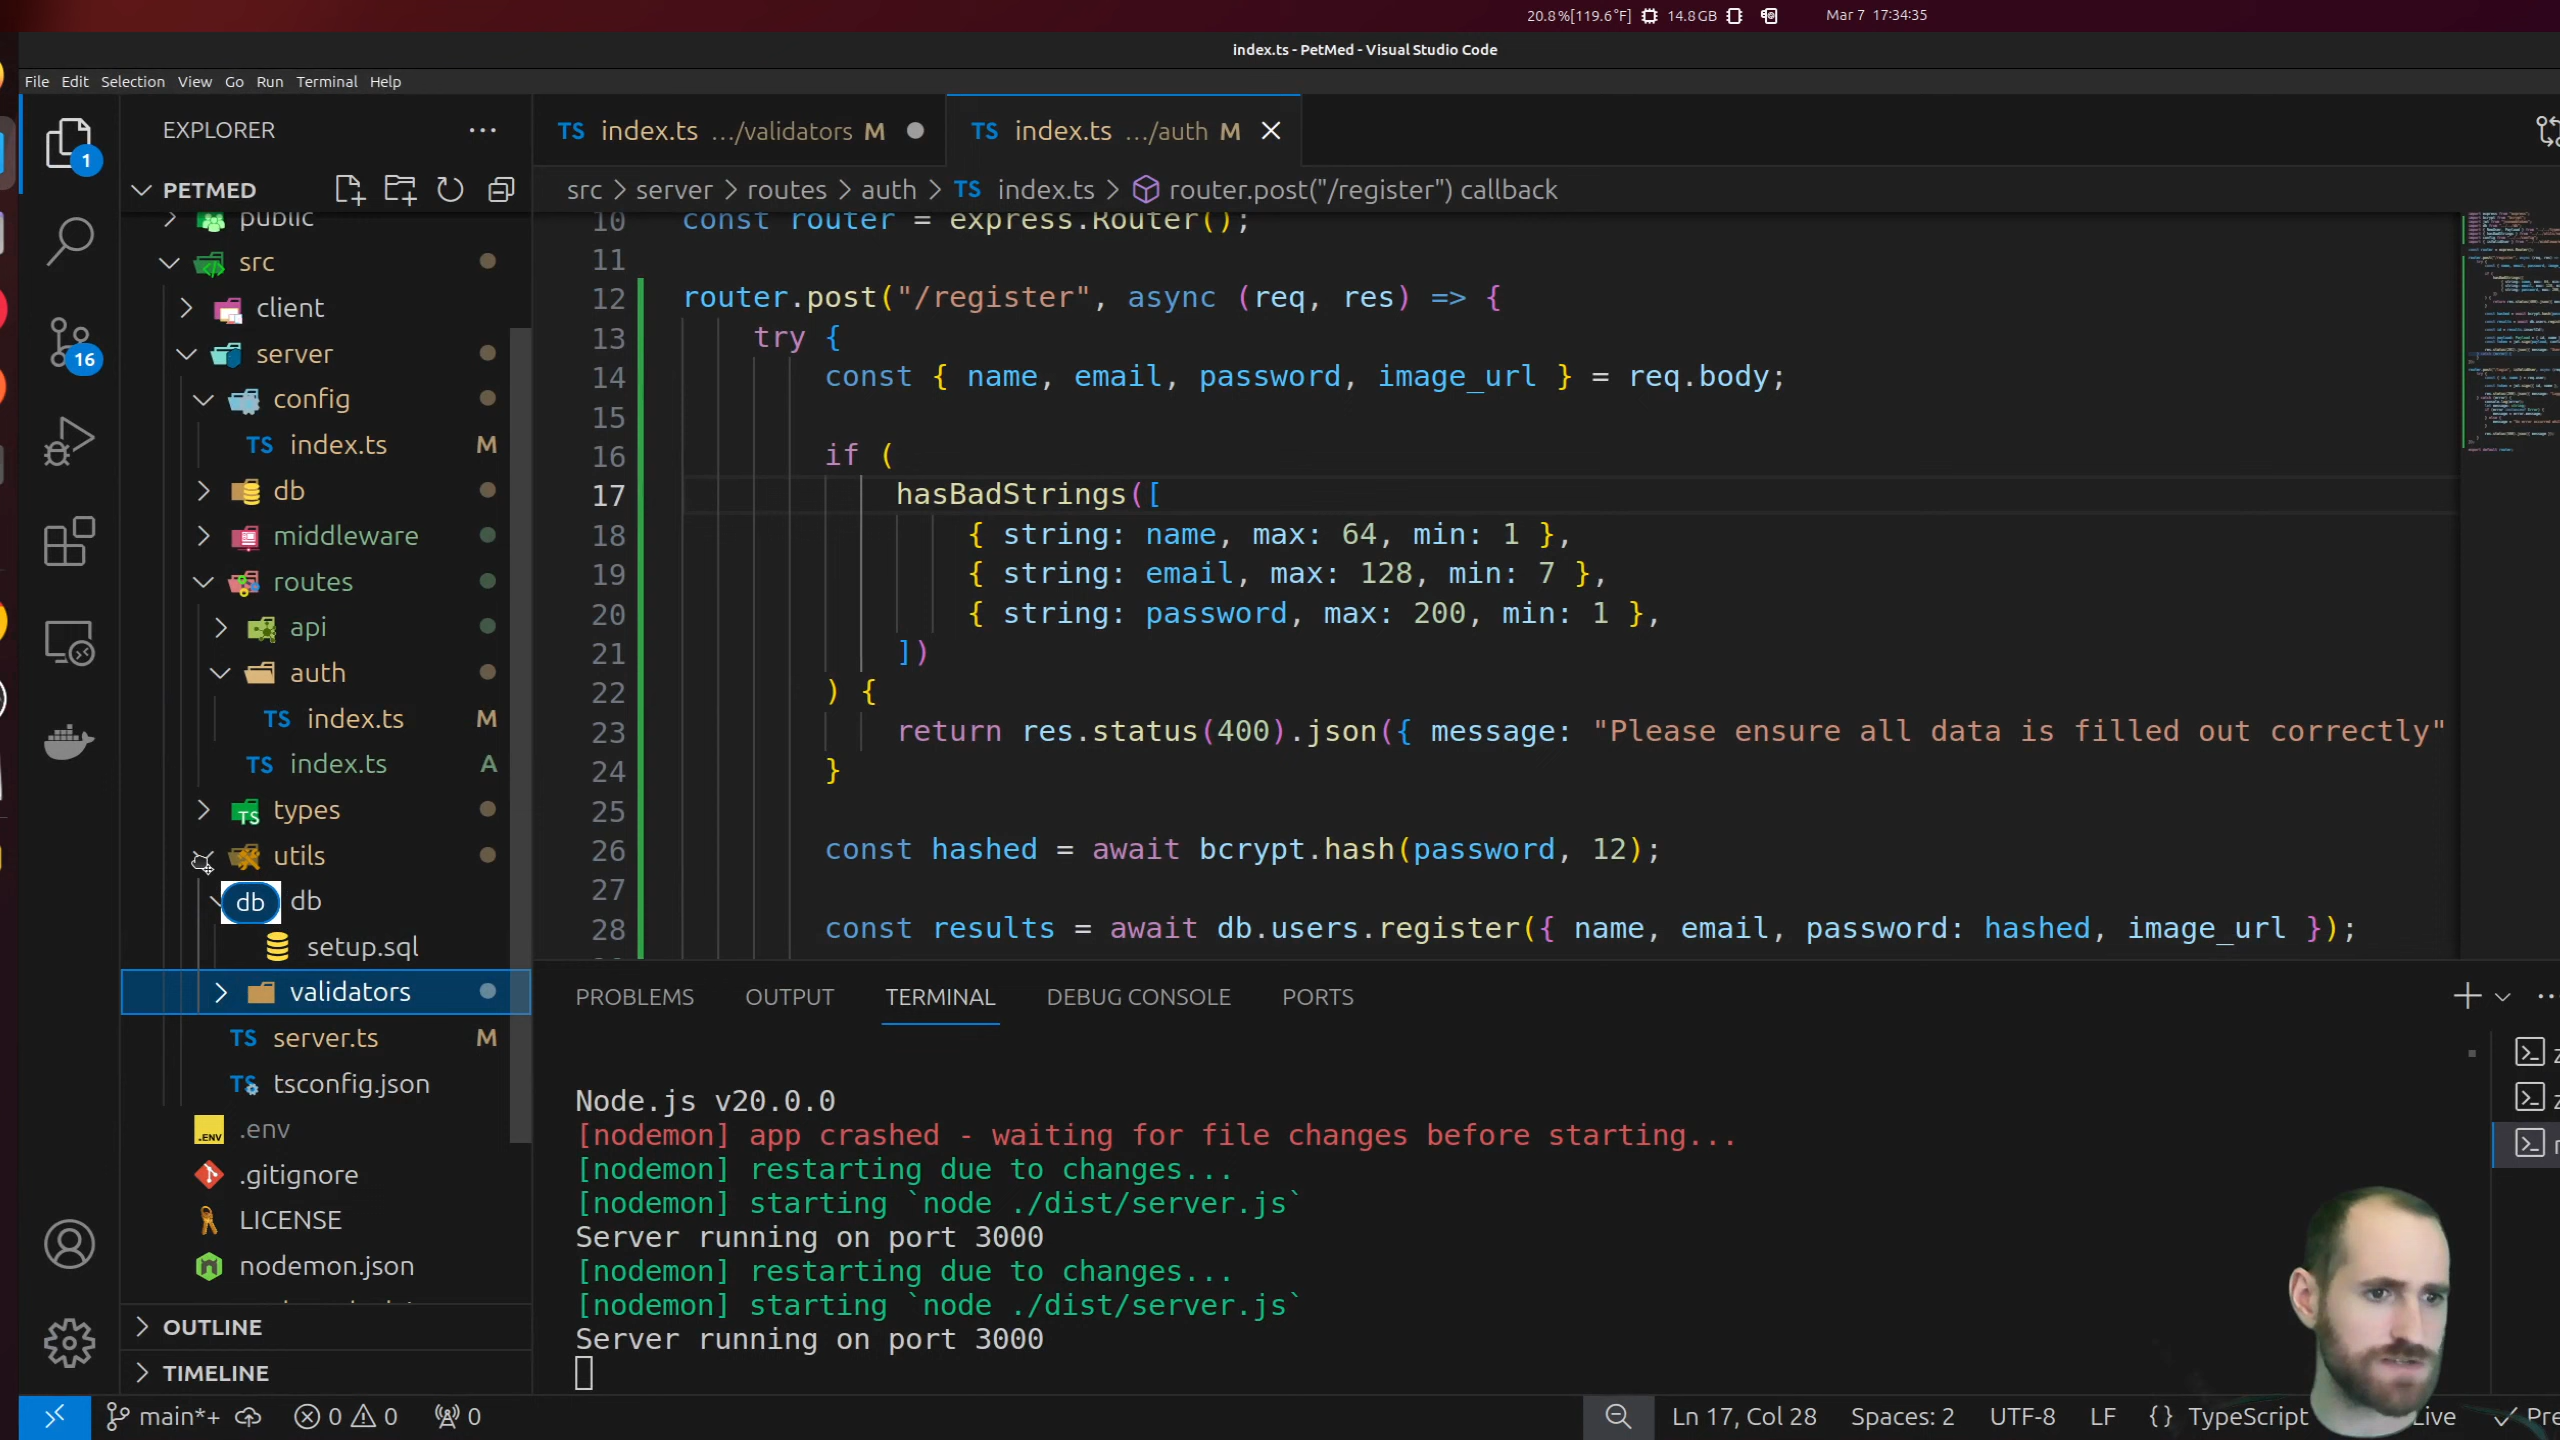 20.8%[119.6°F] 14.8GB Mar 7 17:34:35
index.ts - PetMed - Visual Studio Code
File Edit Selection View Go Run Terminal Help
EXPLORER
PETMED
public
src
client
server
config
TS index.ts M
db
middleware
routes
api
auth
TS index.ts M
TS index.ts A
types
utils
db db
setup.sql
validators
TS server.ts M
TS tsconfig.json
.ENV .env
.gitignore
LICENSE
nodemon.json
OUTLINE
TIMELINE
1
16
TS index.ts .../validators M
TS index.ts .../auth M
src > server > routes > auth > TS index.ts > router.post("/register") callback
10 const router = express.Router();
11
12 router.post("/register", async (req, res) => {
13 try {
14 const { name, email, password, image_url } = req.body;
15
16 if (
17 hasBadStrings([
18 { string: name, max: 64, min: 1 },
19 { string: email, max: 128, min: 7 },
20 { string: password, max: 200, min: 1 },
21 ])
22 ) {
23 return res.status(400).json({ message: "Please ensure all data is filled out correctly"
24 }
25
26 const hashed = await bcrypt.hash(password, 12);
27
28 const results = await db.users.register({ name, email, password: hashed, image_url });
PROBLEMS OUTPUT TERMINAL DEBUG CONSOLE PORTS
Node.js v20.0.0
[nodemon] app crashed - waiting for file changes before starting...
[nodemon] restarting due to changes...
[nodemon] starting `node ./dist/server.js`
Server running on port 3000
[nodemon] restarting due to changes...
[nodemon] starting `node ./dist/server.js`
Server running on port 3000
main*+ 0 0 0 Ln 17, Col 28 Spaces: 2 UTF-8 LF {} TypeScript Live